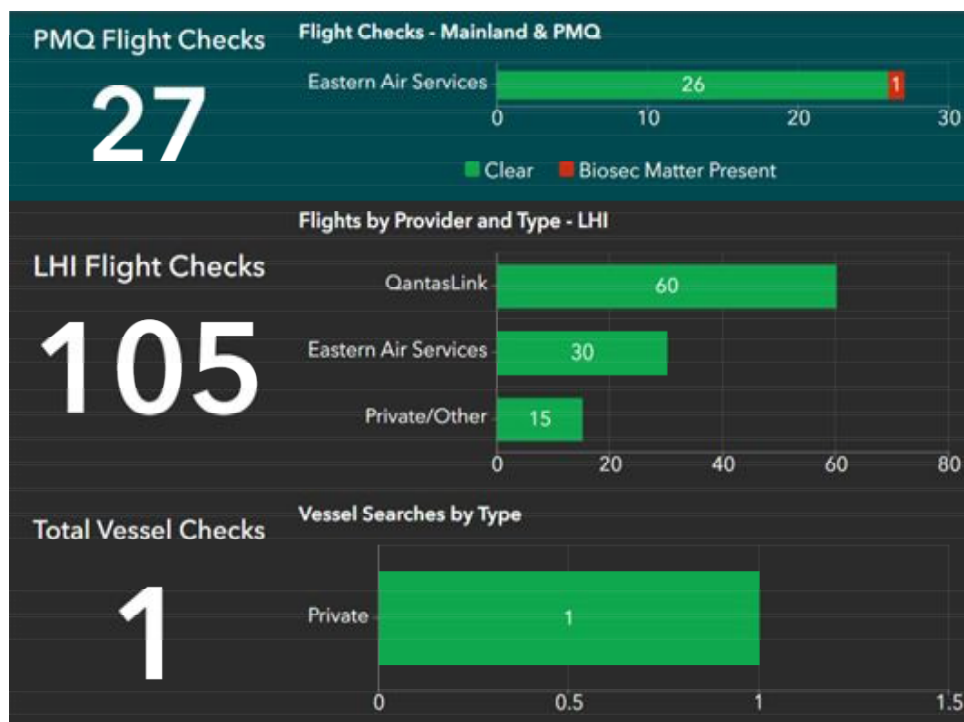 PMQ Flight Checks
27
Flight Checks - Mainland & PMQ
Eastern Air Services
26
1
0 10 20 30
Clear Biosec Matter Present
LHI Flight Checks
105
Flights by Provider and Type - LHI
QantasLink
60
Eastern Air Services
30
Private/Other
15
0 20 40 60 80
Total Vessel Checks
1
Vessel Searches by Type
Private
1
0 0.5 1 1.5